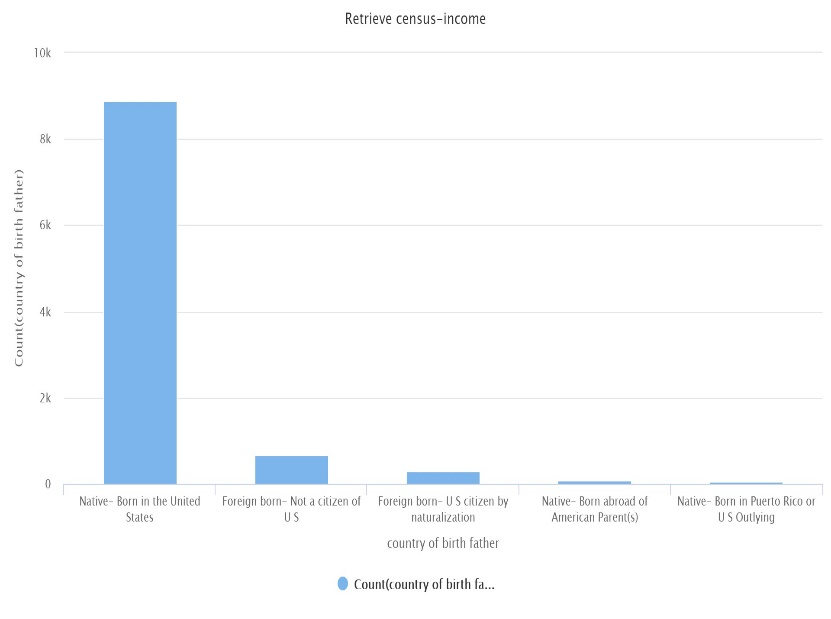 Retrieve census-income
10k
8k
6k
4k
2k
0
Count(country of birth father)
Native- Born in the United
States
Foreign born- Not a citizen of
U S
Foreign born- U S citizen by
naturalization
Native- Born abroad of
American Parent(s)
Native- Born in Puerto Rico or
U S Outlying
country of birth father
Count(country of birth fa...